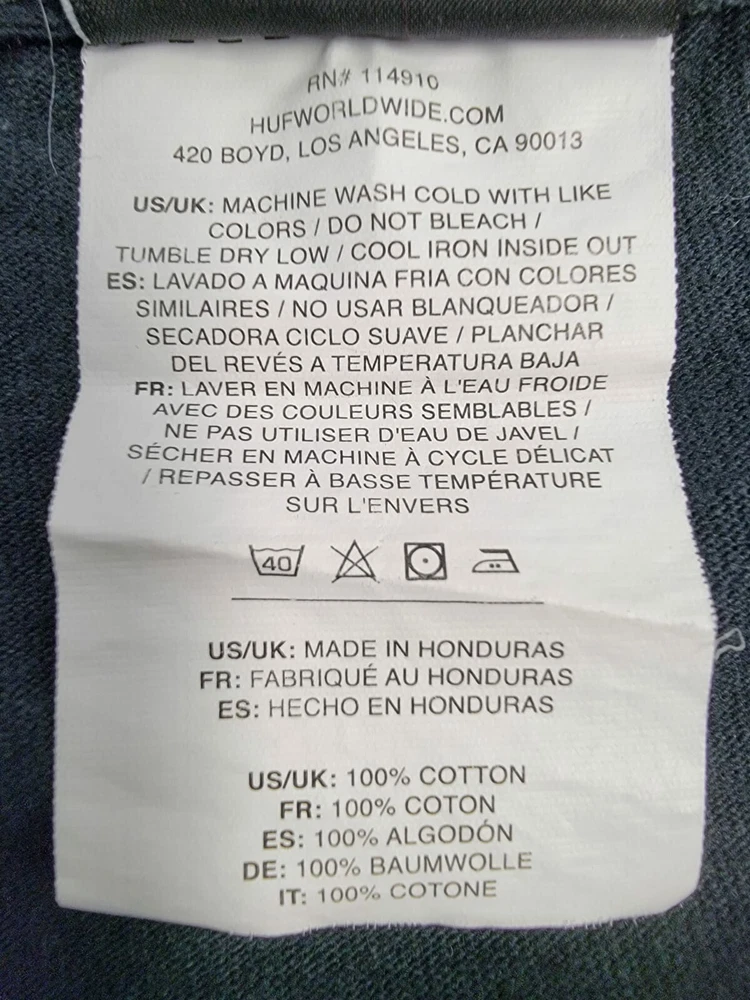 RN# 114910
HUFWORLDWIDE.COM
420 BOYD, LOS ANGELES, CA 90013
US/UK: MACHINE WASH COLD WITH LIKE
COLORS / DO NOT BLEACH /
TUMBLE DRY LOW / COOL IRON INSIDE OUT
ES: LAVADO A MAQUINA FRIA CON COLORES
SIMILAIRES / NO USAR BLANQUEADOR /
SECADORA CICLO SUAVE / PLANCHAR
DEL REVÉS A TEMPERATURA BAJA
FR: LAVER EN MACHINE À L'EAU FROIDE
AVEC DES COULEURS SEMBLABLES /
NE PAS UTILISER D'EAU DE JAVEL /
SÉCHER EN MACHINE À CYCLE DÉLICAT
/ REPASSER À BASSE TEMPÉRATURE
SUR L'ENVERS
40
US/UK: MADE IN HONDURAS
FR: FABRIQUÉ AU HONDURAS
ES: HECHO EN HONDURAS
US/UK: 100% COTTON
FR: 100% COTON
ES: 100% ALGODÓN
DE: 100% BAUMWOLLE
IT: 100% COTONE